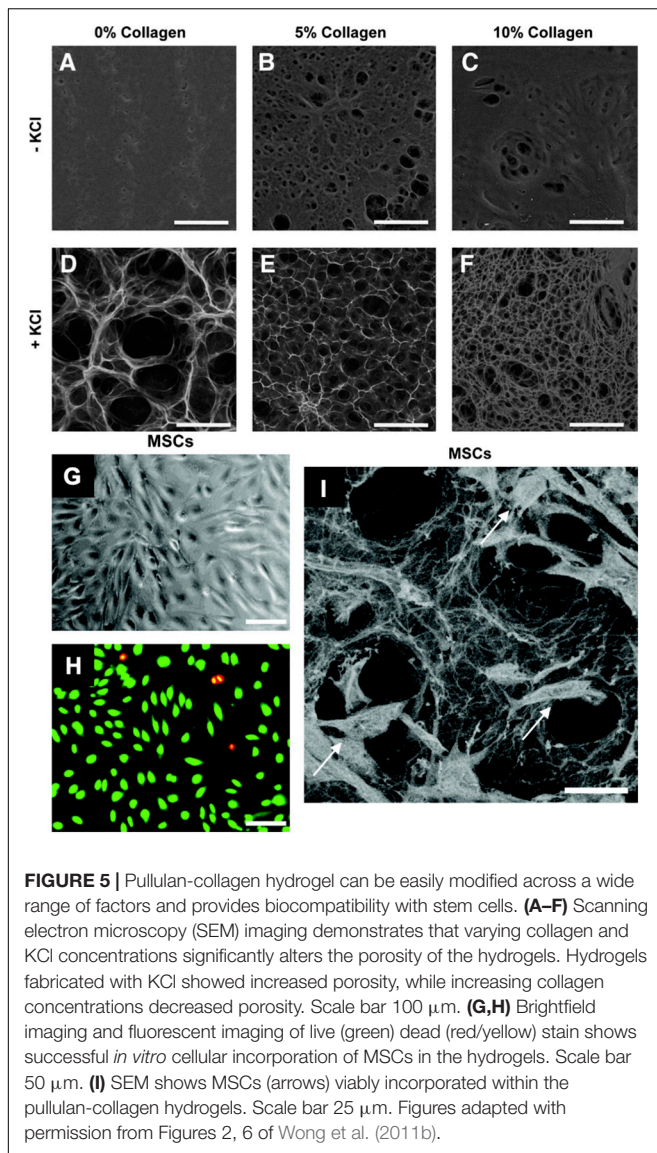 0% Collagen 5% Collagen 10% Collagen
A B C
- KCl
D E F
+ KCl
MSCs
G
MSCs
I
H
FIGURE 5 | Pullulan-collagen hydrogel can be easily modified across a wide
range of factors and provides biocompatibility with stem cells. (A–F) Scanning
electron microscopy (SEM) imaging demonstrates that varying collagen and
KCl concentrations significantly alters the porosity of the hydrogels. Hydrogels
fabricated with KCl showed increased porosity, while increasing collagen
concentrations decreased porosity. Scale bar 100 μm. (G,H) Brightfield
imaging and fluorescent imaging of live (green) dead (red/yellow) stain shows
successful in vitro cellular incorporation of MSCs in the hydrogels. Scale bar
50 μm. (I) SEM shows MSCs (arrows) viably incorporated within the
pullulan-collagen hydrogels. Scale bar 25 μm. Figures adapted with
permission from Figures 2, 6 of Wong et al. (2011b).